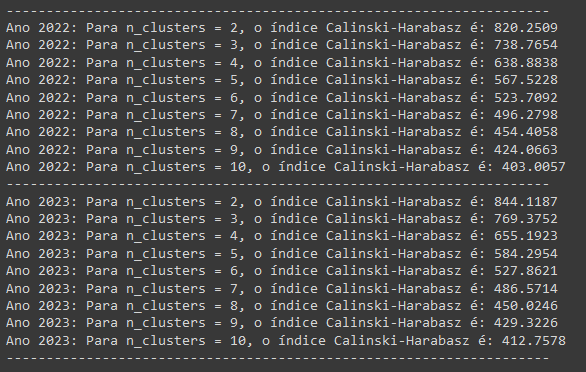 --------------------------------------------------------------------
Ano 2022: Para n_clusters = 2, o índice Calinski-Harabasz é: 820.2509
Ano 2022: Para n_clusters = 3, o índice Calinski-Harabasz é: 738.7654
Ano 2022: Para n_clusters = 4, o índice Calinski-Harabasz é: 638.8838
Ano 2022: Para n_clusters = 5, o índice Calinski-Harabasz é: 567.5228
Ano 2022: Para n_clusters = 6, o índice Calinski-Harabasz é: 523.7092
Ano 2022: Para n_clusters = 7, o índice Calinski-Harabasz é: 496.2798
Ano 2022: Para n_clusters = 8, o índice Calinski-Harabasz é: 454.4058
Ano 2022: Para n_clusters = 9, o índice Calinski-Harabasz é: 424.0663
Ano 2022: Para n_clusters = 10, o índice Calinski-Harabasz é: 403.0057
--------------------------------------------------------------------
Ano 2023: Para n_clusters = 2, o índice Calinski-Harabasz é: 844.1187
Ano 2023: Para n_clusters = 3, o índice Calinski-Harabasz é: 769.3752
Ano 2023: Para n_clusters = 4, o índice Calinski-Harabasz é: 655.1923
Ano 2023: Para n_clusters = 5, o índice Calinski-Harabasz é: 584.2954
Ano 2023: Para n_clusters = 6, o índice Calinski-Harabasz é: 527.8621
Ano 2023: Para n_clusters = 7, o índice Calinski-Harabasz é: 486.5714
Ano 2023: Para n_clusters = 8, o índice Calinski-Harabasz é: 450.0246
Ano 2023: Para n_clusters = 9, o índice Calinski-Harabasz é: 429.3226
Ano 2023: Para n_clusters = 10, o índice Calinski-Harabasz é: 412.7578
--------------------------------------------------------------------